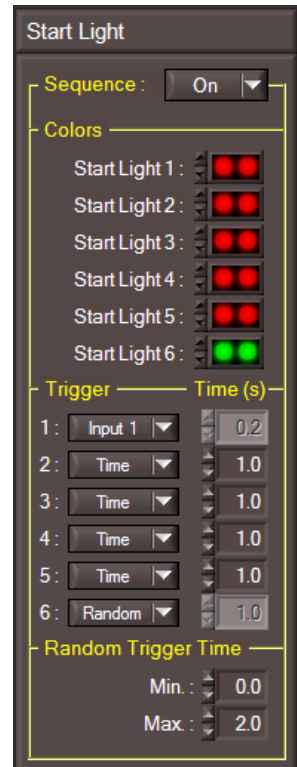 Start Light
Sequence : On
Colors
Start Light 1 :
Start Light 2 :
Start Light 3 :
Start Light 4 :
Start Light 5 :
Start Light 6 :
Trigger Time (s)
1 : Input 1 0.2
2 : Time 1.0
3 : Time 1.0
4 : Time 1.0
5 : Time 1.0
6 : Random 1.0
Random Trigger Time
Min. : 0.0
Max. : 2.0